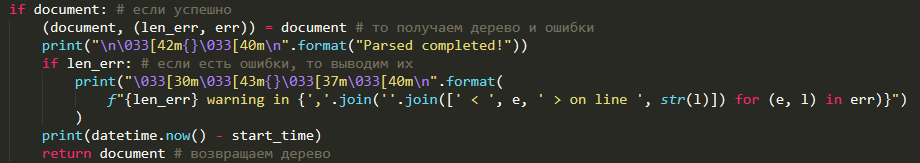 if document: # если успешно
    (document, (len_err, err)) = document # то получаем дерево и ошибки
    print("\n\033[42m{}\033[40m\n".format("Parsed completed!"))
    if len_err: # если есть ошибки, то выводим их
        print("\033[30m\033[43m{}\033[37m\033[40m\n".format(
            f"{len_err} warning in {','.join(''.join([' < ', e, ' > on line ', str(l)]) for (e, l) in err)}")
        )
    print(datetime.now() - start_time)
    return document # возвращаем дерево